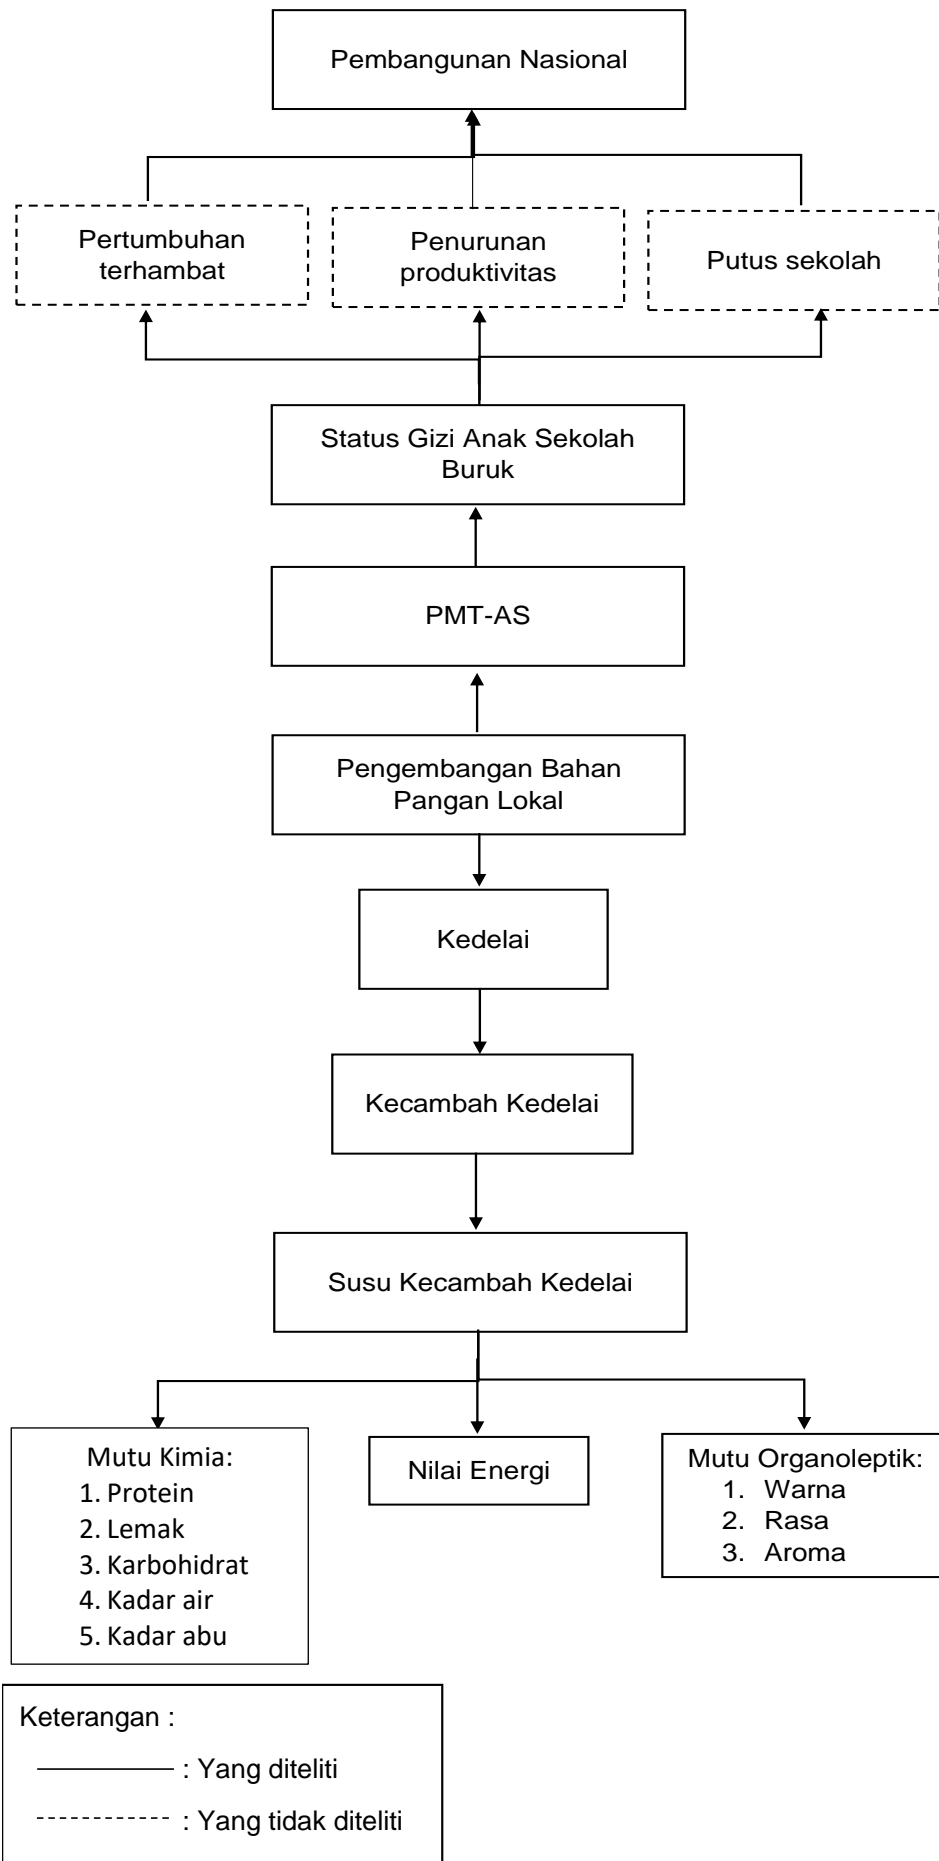 Pembangunan Nasional
Pertumbuhan
terhambat
Penurunan
produktivitas
Putus sekolah
Status Gizi Anak Sekolah
Buruk
PMT-AS
Pengembangan Bahan
Pangan Lokal
Kedelai
Kecambah Kedelai
Susu Kecambah Kedelai
Mutu Kimia:
1. Protein
2. Lemak
3. Karbohidrat
4. Kadar air
5. Kadar abu
Nilai Energi
Mutu Organoleptik:
1. Warna
2. Rasa
3. Aroma
Keterangan :
: Yang diteliti
: Yang tidak diteliti